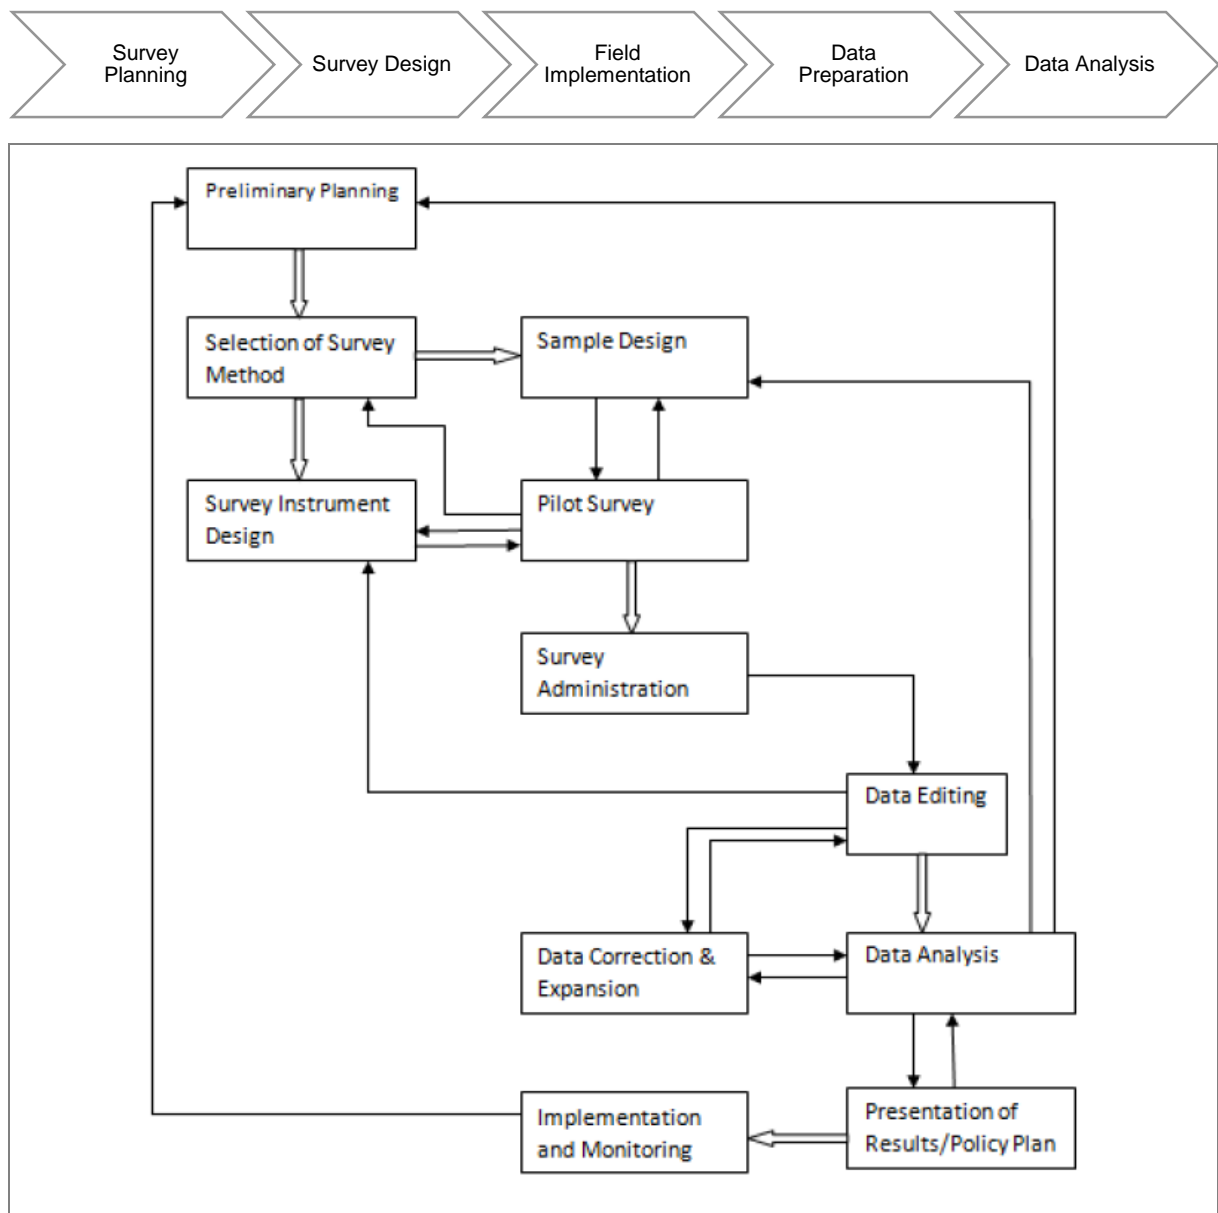 Survey
Planning
Survey Design
Field
Implementation
Data
Preparation
Data Analysis
Preliminary Planning
Selection of Survey
Method
Sample Design
Survey Instrument
Design
Pilot Survey
Survey
Administration
Data Editing
Data Correction &
Expansion
Data Analysis
Implementation
and Monitoring
Presentation of
Results/Policy Plan